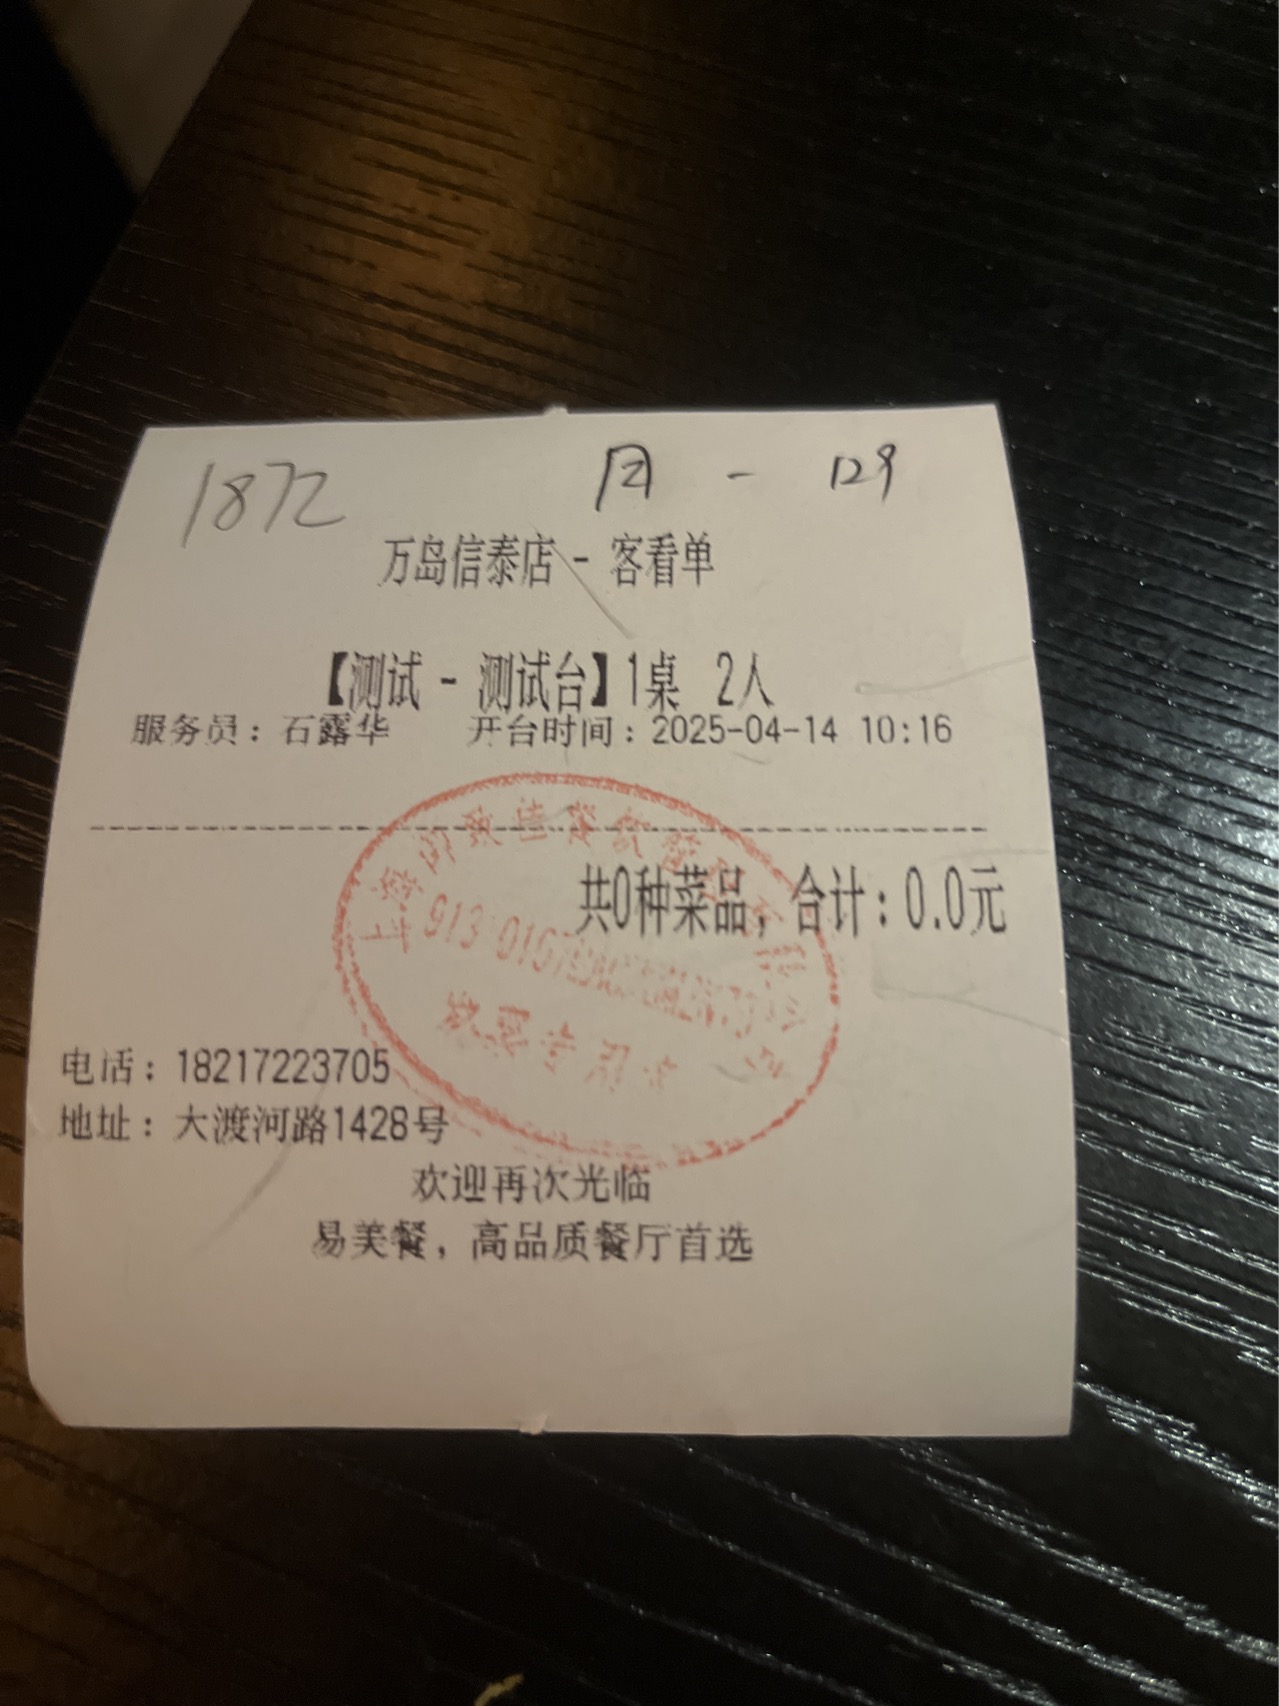 1872
万岛信泰店 - 客看单
【测试 - 测试台】1桌 2人
服务员：石露华 开台时间：2025-04-14 10:16
共0种菜品，合计：0.0元
电话：18217223705
地址：大渡河路1428号
欢迎再次光临
易美餐，高品质餐厅首选